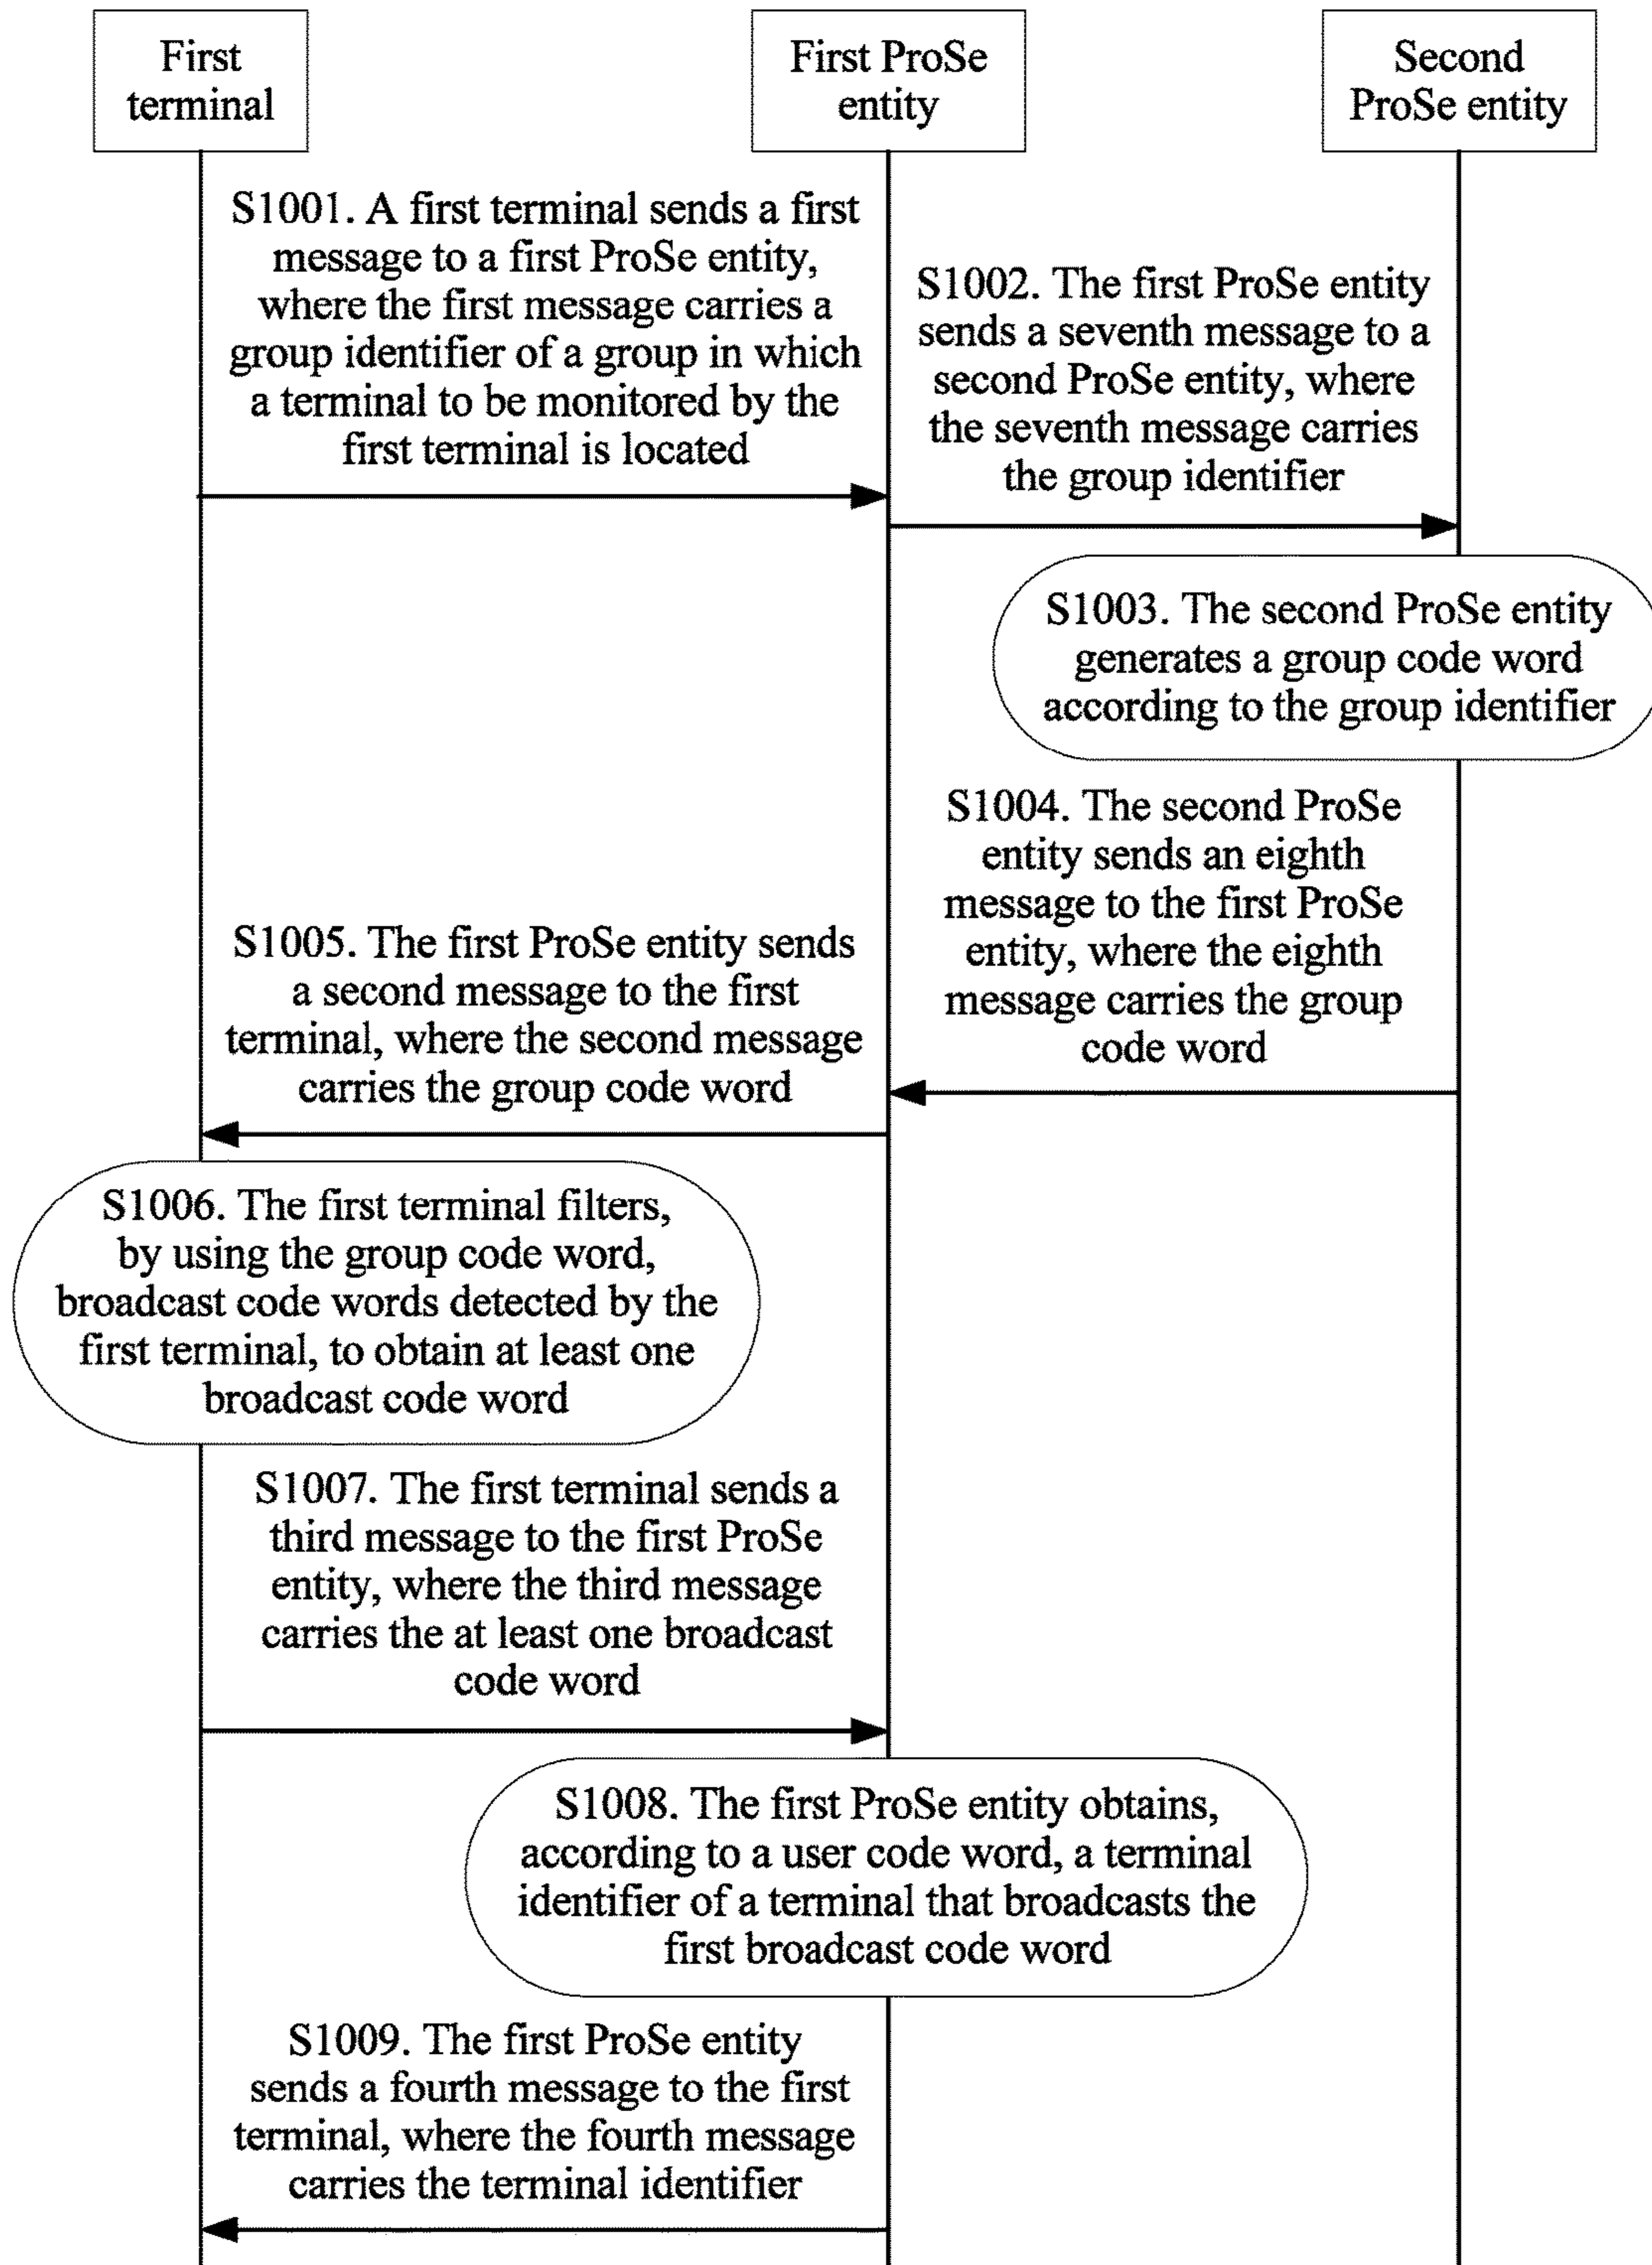 First
terminal
First ProSe
entity
Second
ProSe entity
S1001. A first terminal sends a first
message to a first ProSe entity,
where the first message carries a
group identifier of a group in which
a terminal to be monitored by the
first terminal is located
S1002. The first ProSe entity
sends a seventh message to a
second ProSe entity, where
the seventh message carries
the group identifier
S1003. The second ProSe entity
generates a group code word
according to the group identifier
S1004. The second ProSe
entity sends an eighth
message to the first ProSe
entity, where the eighth
message carries the group
code word
S1005. The first ProSe entity sends
a second message to the first
terminal, where the second message
carries the group code word
S1006. The first terminal filters,
by using the group code word,
broadcast code words detected by the
first terminal, to obtain at least one
broadcast code word
S1007. The first terminal sends a
third message to the first ProSe
entity, where the third message
carries the at least one broadcast
code word
S1008. The first ProSe entity obtains,
according to a user code word, a terminal
identifier of a terminal that broadcasts the
first broadcast code word
S1009. The first ProSe entity
sends a fourth message to the first
terminal, where the fourth message
carries the terminal identifier